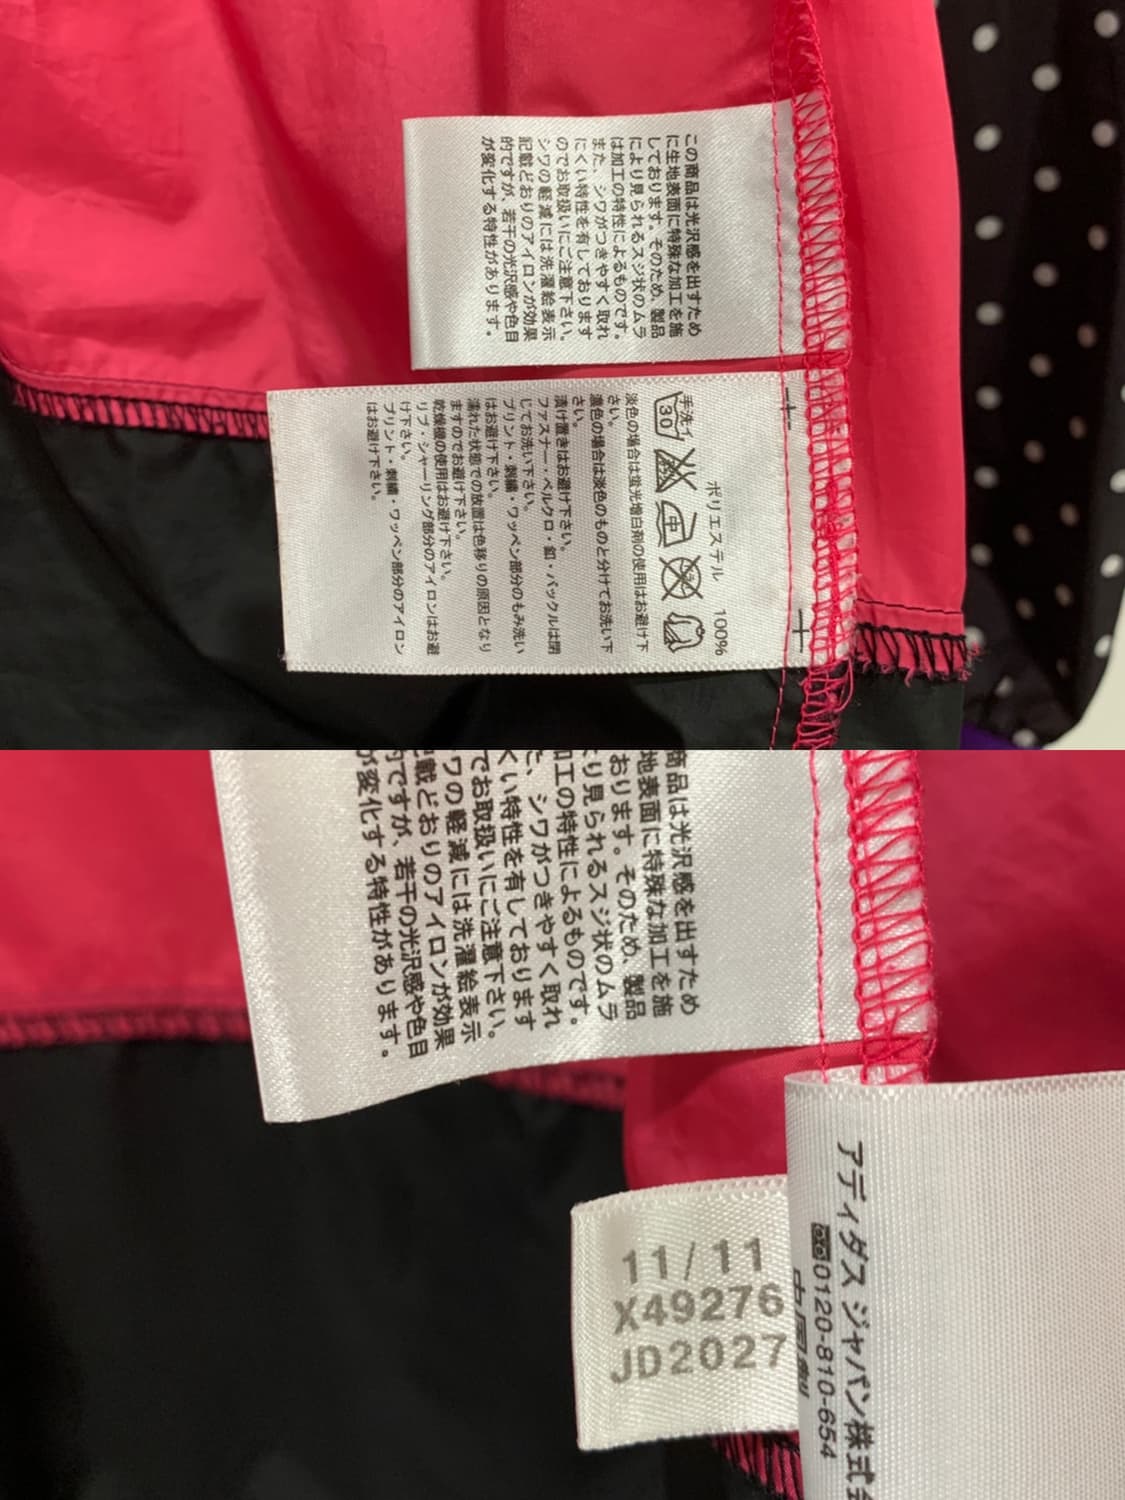 この商品は光沢感を出すため
に生地表面に特殊な加工を施
しております。そのため、製品
により見られるスジ状のムラ
は加工の特性によるものです。
また、シワがつきやすく取れ
にくい特性を有しております
のでお取扱いにご注意下さい。
シワの軽減には洗濯絵表示
記載どおりのアイロンが効果
的ですが、若干の光沢感や色目
が変化する特性があります。
ポリエステル 100%
手洗イ
30
中
淡色の場合は蛍光増白剤の使用はお避け下
さい。
濃色の場合は淡色のものと分けてお洗い下
さい。
漬け置きはお避け下さい。
ファスナー・ベルクロ・釦・バックルは閉
じてお洗い下さい。
プリント・刺繍・ワッペン部分のもみ洗い
はお避け下さい。
濡れた状態での放置は色移りの原因となり
ますのでお避け下さい。
乾燥機の使用はお避け下さい。
リブ・シャーリング部分のアイロンはお避
け下さい。
プリント・刺繍・ワッペン部分のアイロン
はお避け下さい。
商品は光沢感を出すため
地表面に特殊な加工を施
おります。そのため、製品
より見られるスジ状のムラ
加工の特性によるものです。
た、シワがつきやすく取れ
くい特性を有しております
でお取扱いにご注意下さい。
ワの軽減には洗濯絵表示
載どおりのアイロンが効果
的ですが、若干の光沢感や色目
が変化する特性があります。
アディダス ジャパン株式会
0120-810-654
中国製
11/11
X49276
JD2027